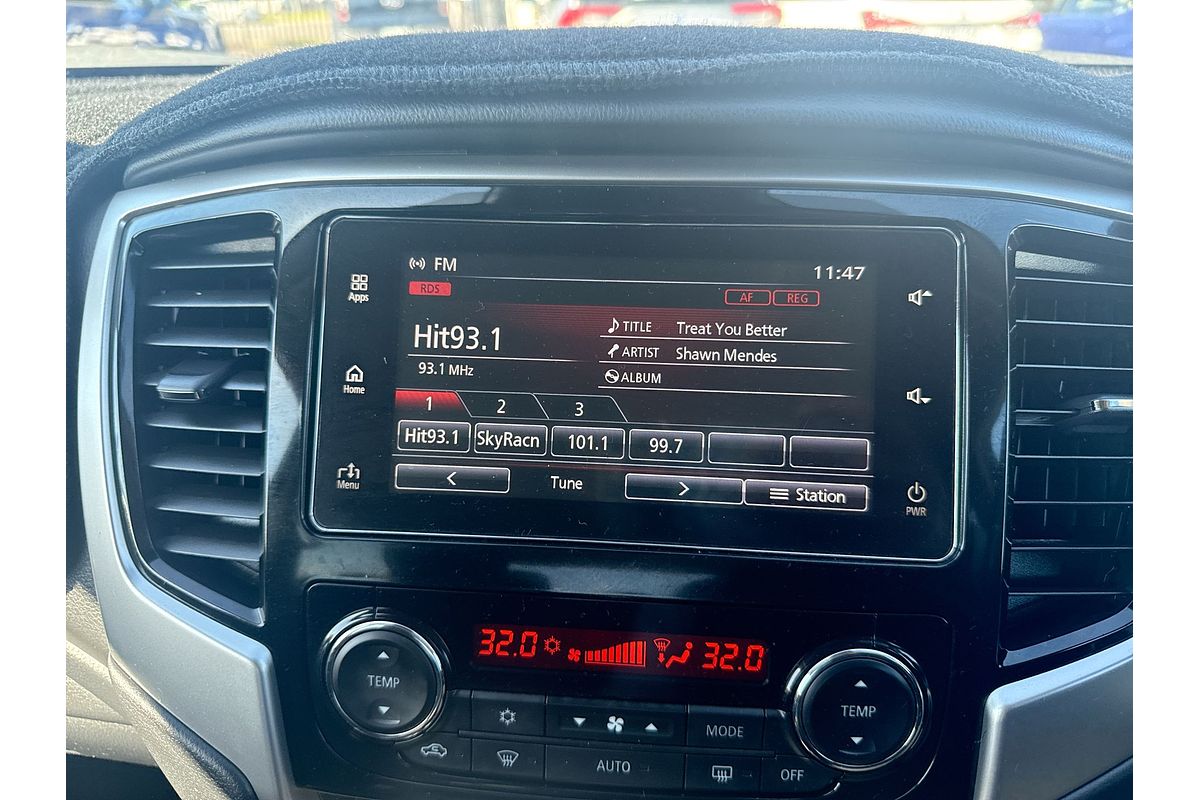 FM
11:47
RDS
AF REG
Apps
Hit93.1
93.1 MHz
TITLE Treat You Better
ARTIST Shawn Mendes
ALBUM
Home
1 2 3
Hit93.1 SkyRacn 101.1 99.7
< Tune > Station
Menu
PWR
32.0 32.0
TEMP
TEMP
MODE
AUTO
OFF